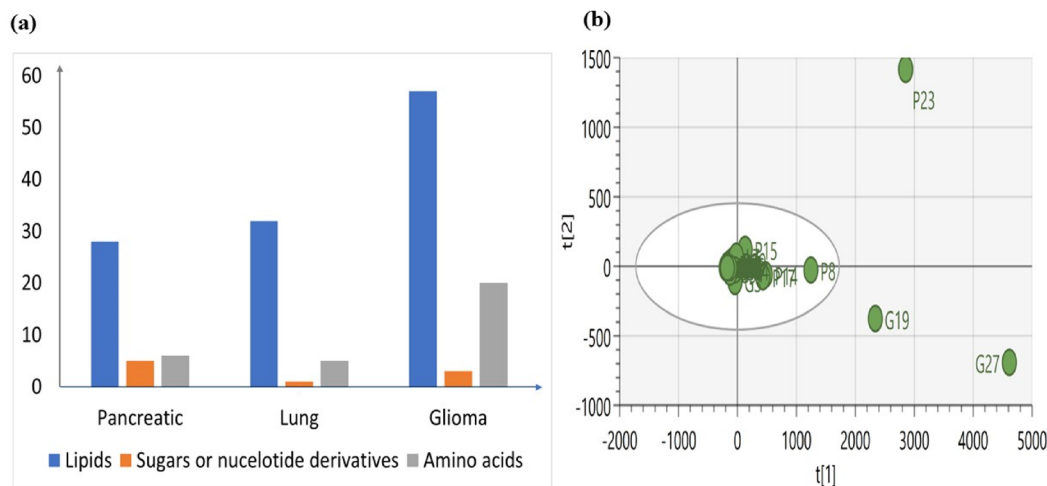 (a)
60
50
40
30
20
10
0
Pancreatic Lung Glioma
Lipids Sugars or nucelotide derivatives Amino acids
(b)
1500
1000
500
0
-500
-1000
t[2]
P23
P15
P8
G19
G27
-2000 -1000 0 1000 2000 3000 4000 5000
t[1]